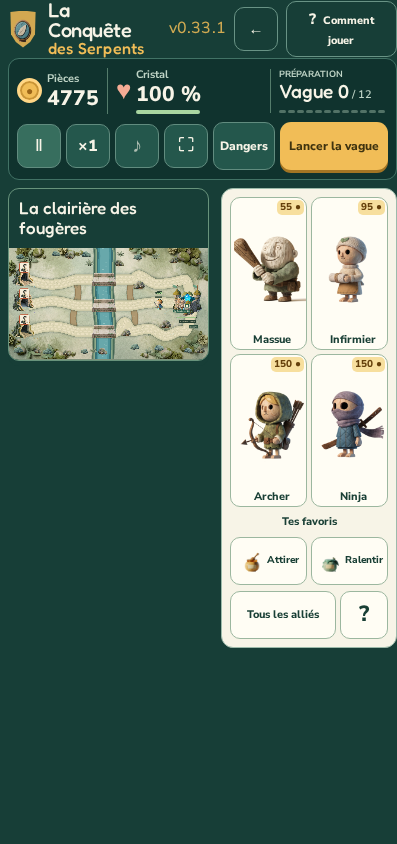 La
Conquête
des Serpents
v0.33.1
←
? Comment
jouer
Pièces
4775
Cristal
100 %
PRÉPARATION
Vague 0 / 12
×1
Dangers
Lancer la vague
La clairière des
fougères
55
95
Massue
Infirmier
150
150
Archer
Ninja
Tes favoris
Attirer
Ralentir
Tous les alliés
?